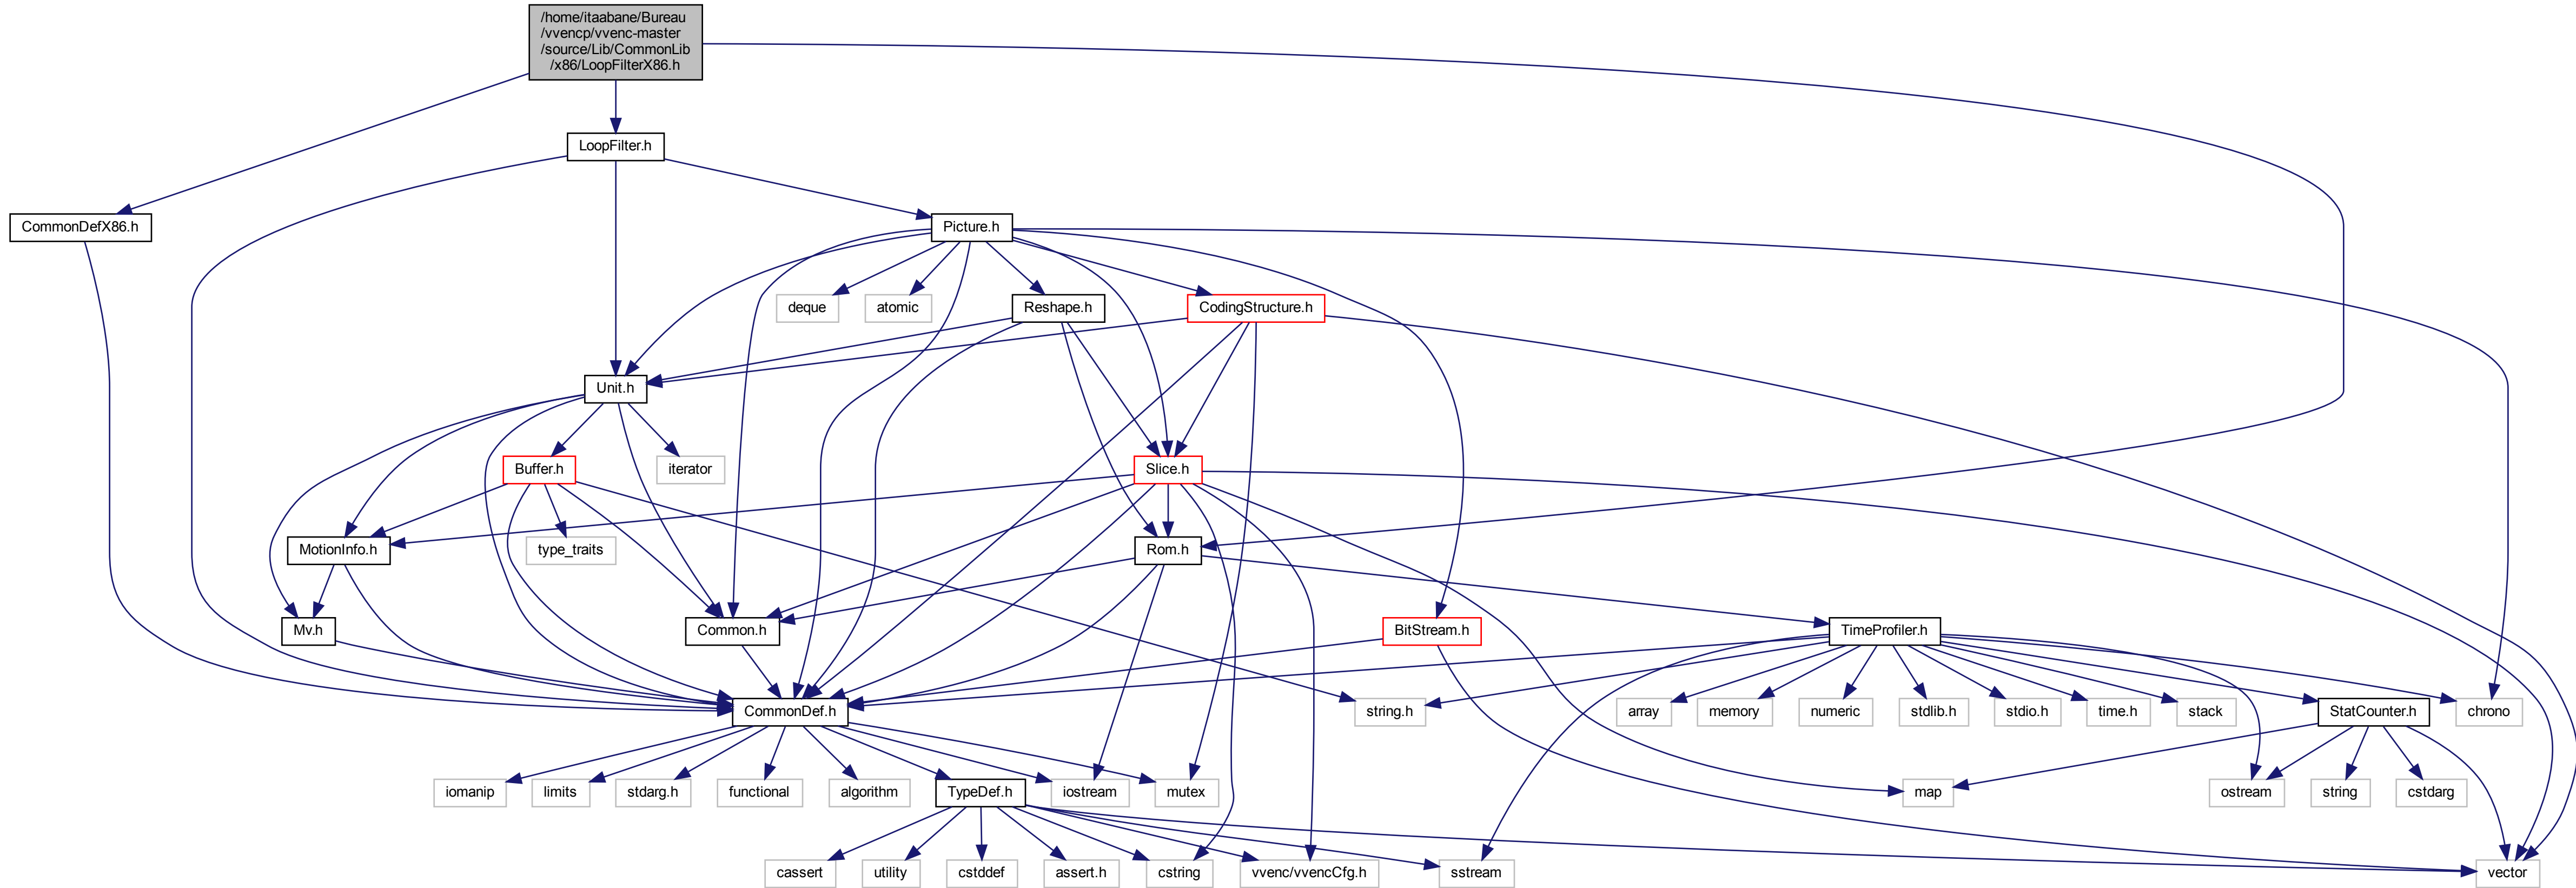 /home/itaabane/Bureau
/vvencp/vvenc-master
/source/Lib/CommonLib
/x86/LoopFilterX86.h
LoopFilter.h
CommonDefX86.h
Picture.h
deque
atomic
Reshape.h
CodingStructure.h
Unit.h
Buffer.h
iterator
Slice.h
MotionInfo.h
type_traits
Rom.h
Mv.h
Common.h
BitStream.h
TimeProfiler.h
CommonDef.h
string.h
array
memory
numeric
stdlib.h
stdio.h
time.h
stack
StatCounter.h
chrono
iomanip
limits
stdarg.h
functional
algorithm
TypeDef.h
iostream
mutex
map
ostream
string
cstdarg
cassert
utility
cstddef
assert.h
cstring
vvenc/vvencCfg.h
sstream
vector